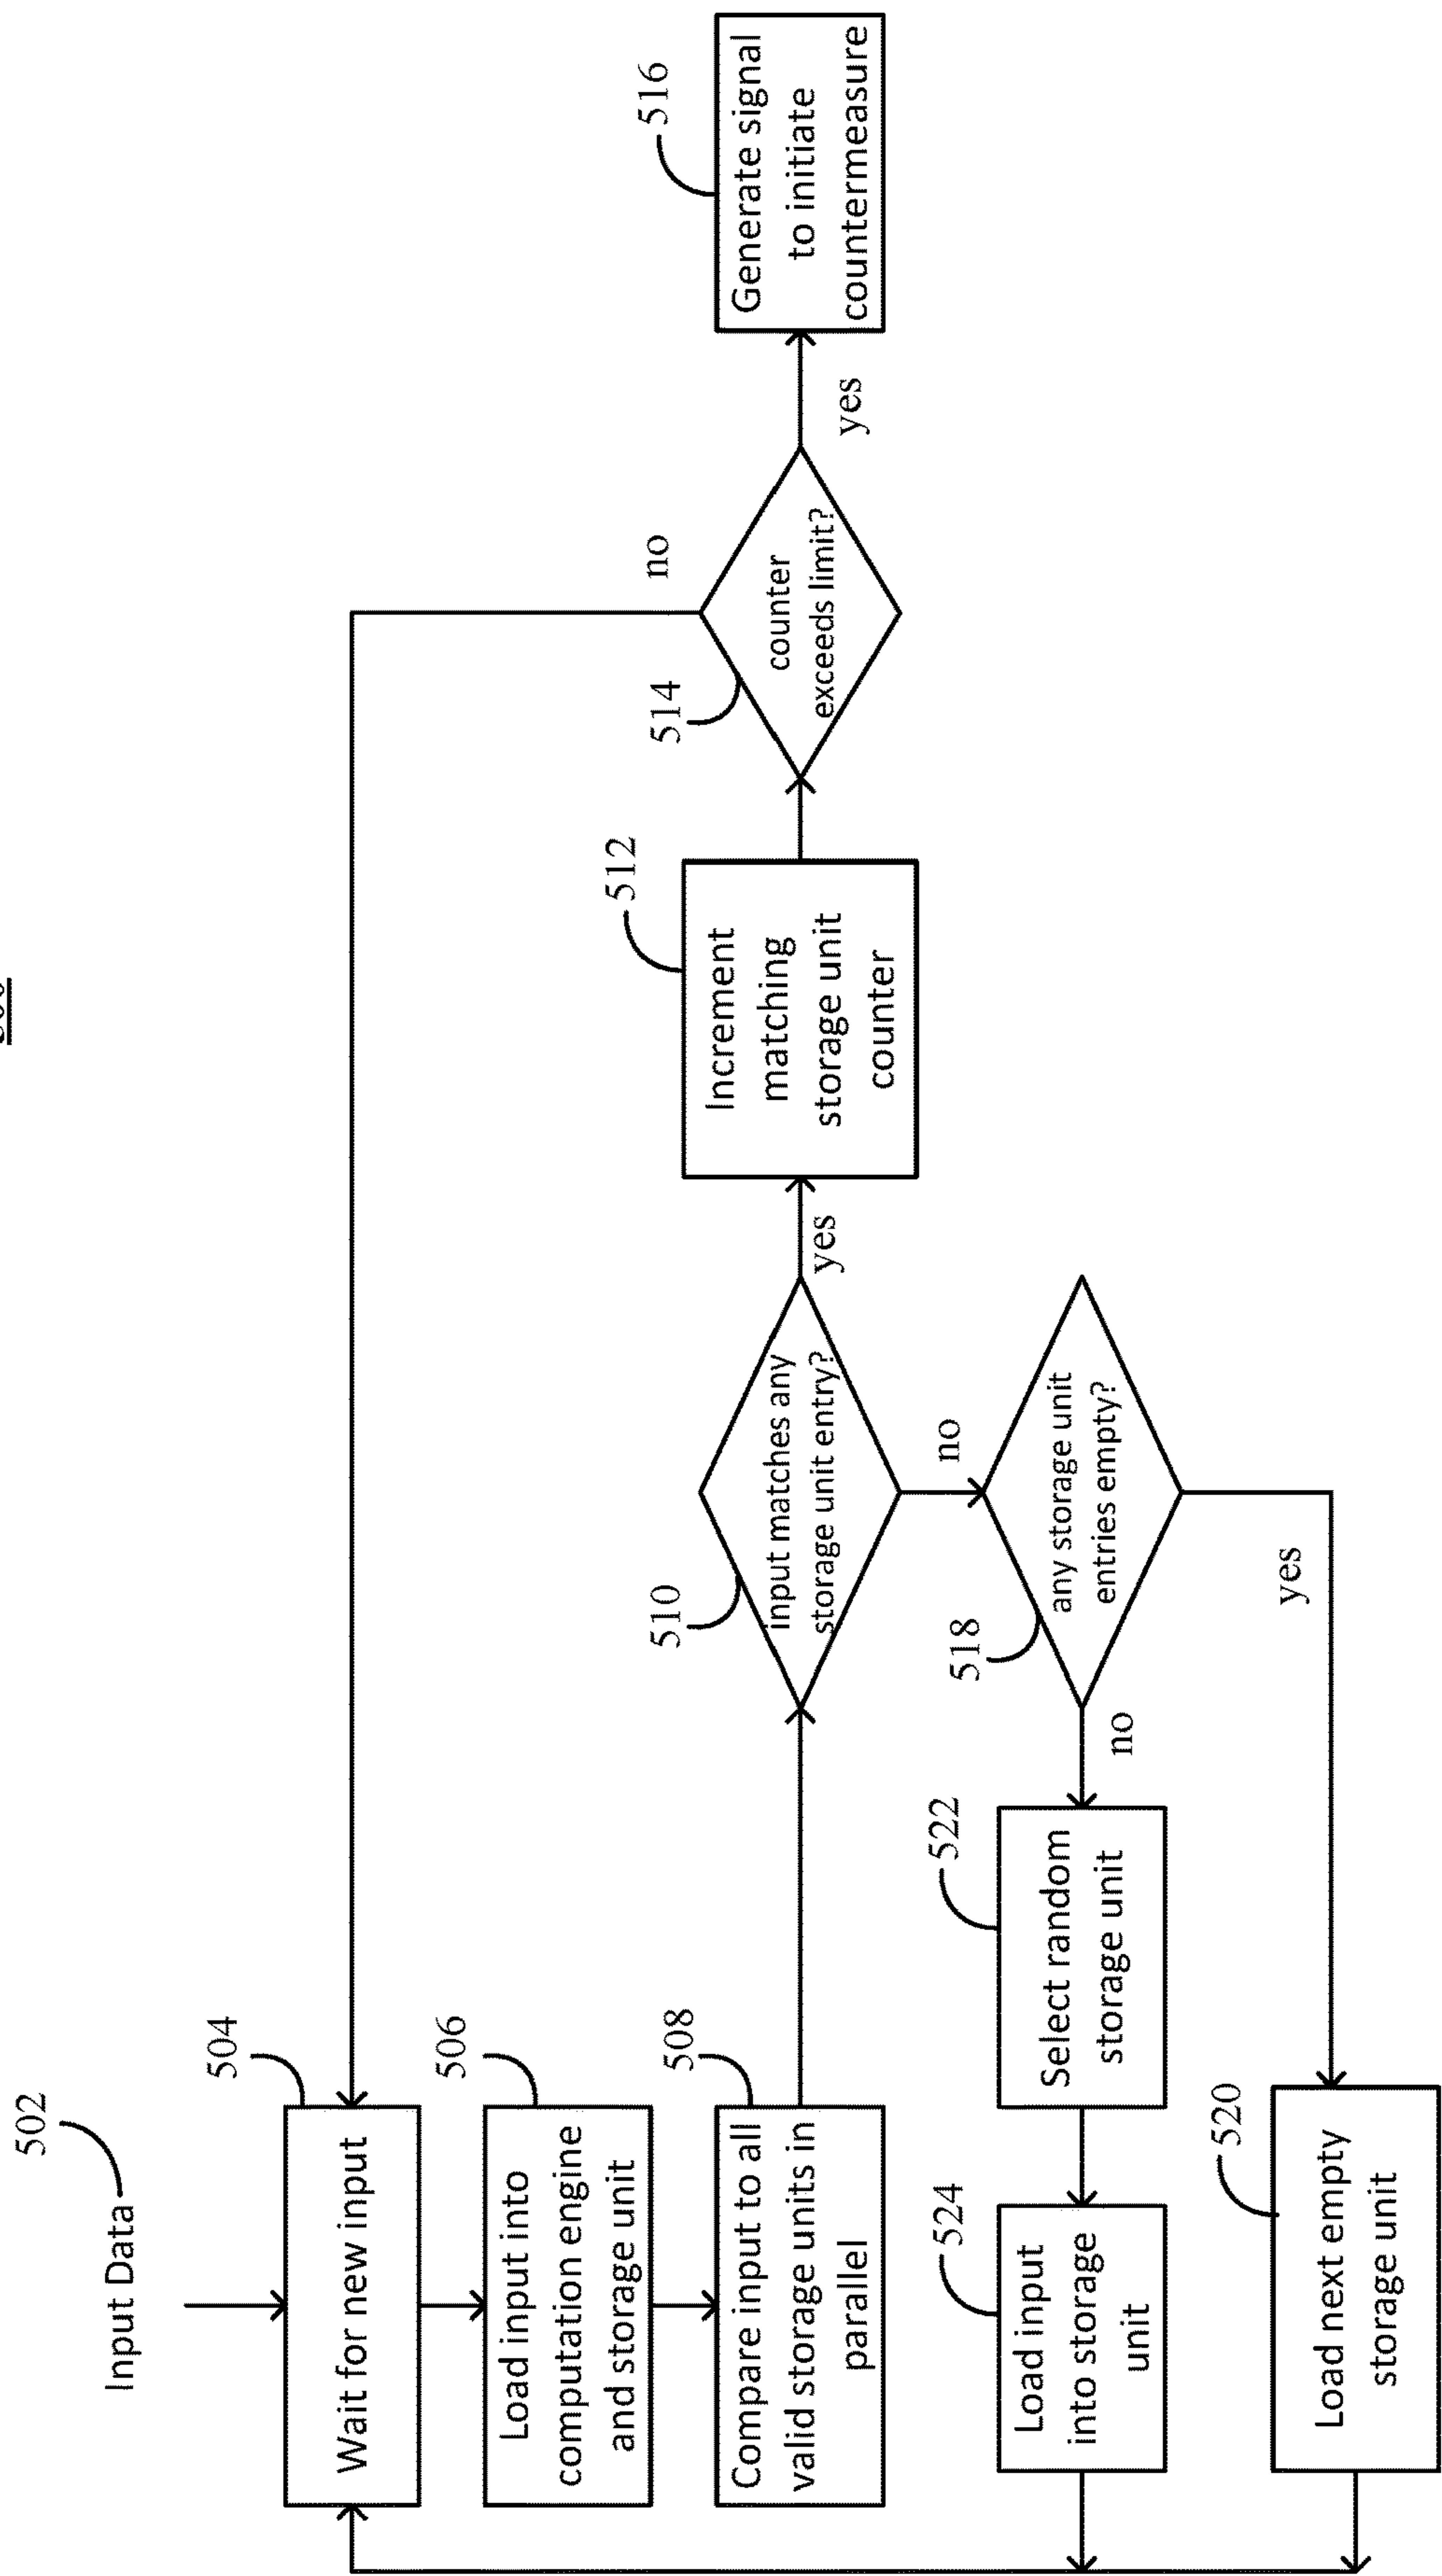 502
Input Data
504
Wait for new input
506
Load input into
computation engine
and storage unit
508
Compare input to all
valid storage units in
parallel
510
input matches any
storage unit entry?
yes
no
512
Increment
matching
storage unit
counter
514
counter
exceeds limit?
no
yes
516
Generate signal
to initiate
countermeasure
518
any storage unit
entries empty?
no
yes
522
Select random
storage unit
524
Load input
into storage
unit
520
Load next empty
storage unit